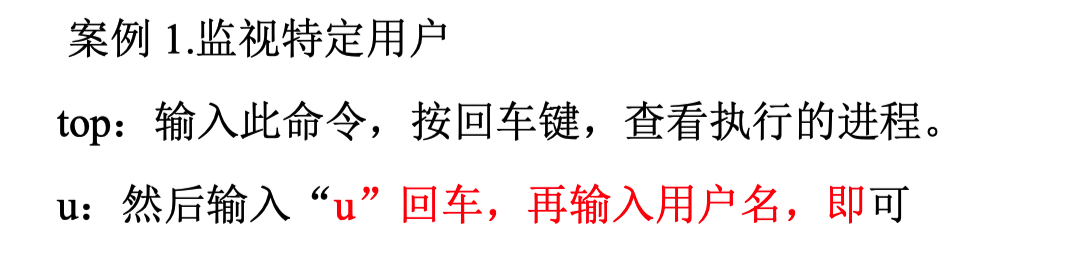 案例 1.监视特定用户
top：输入此命令，按回车键，查看执行的进程。
u：然后输入“u”回车，再输入用户名，即可